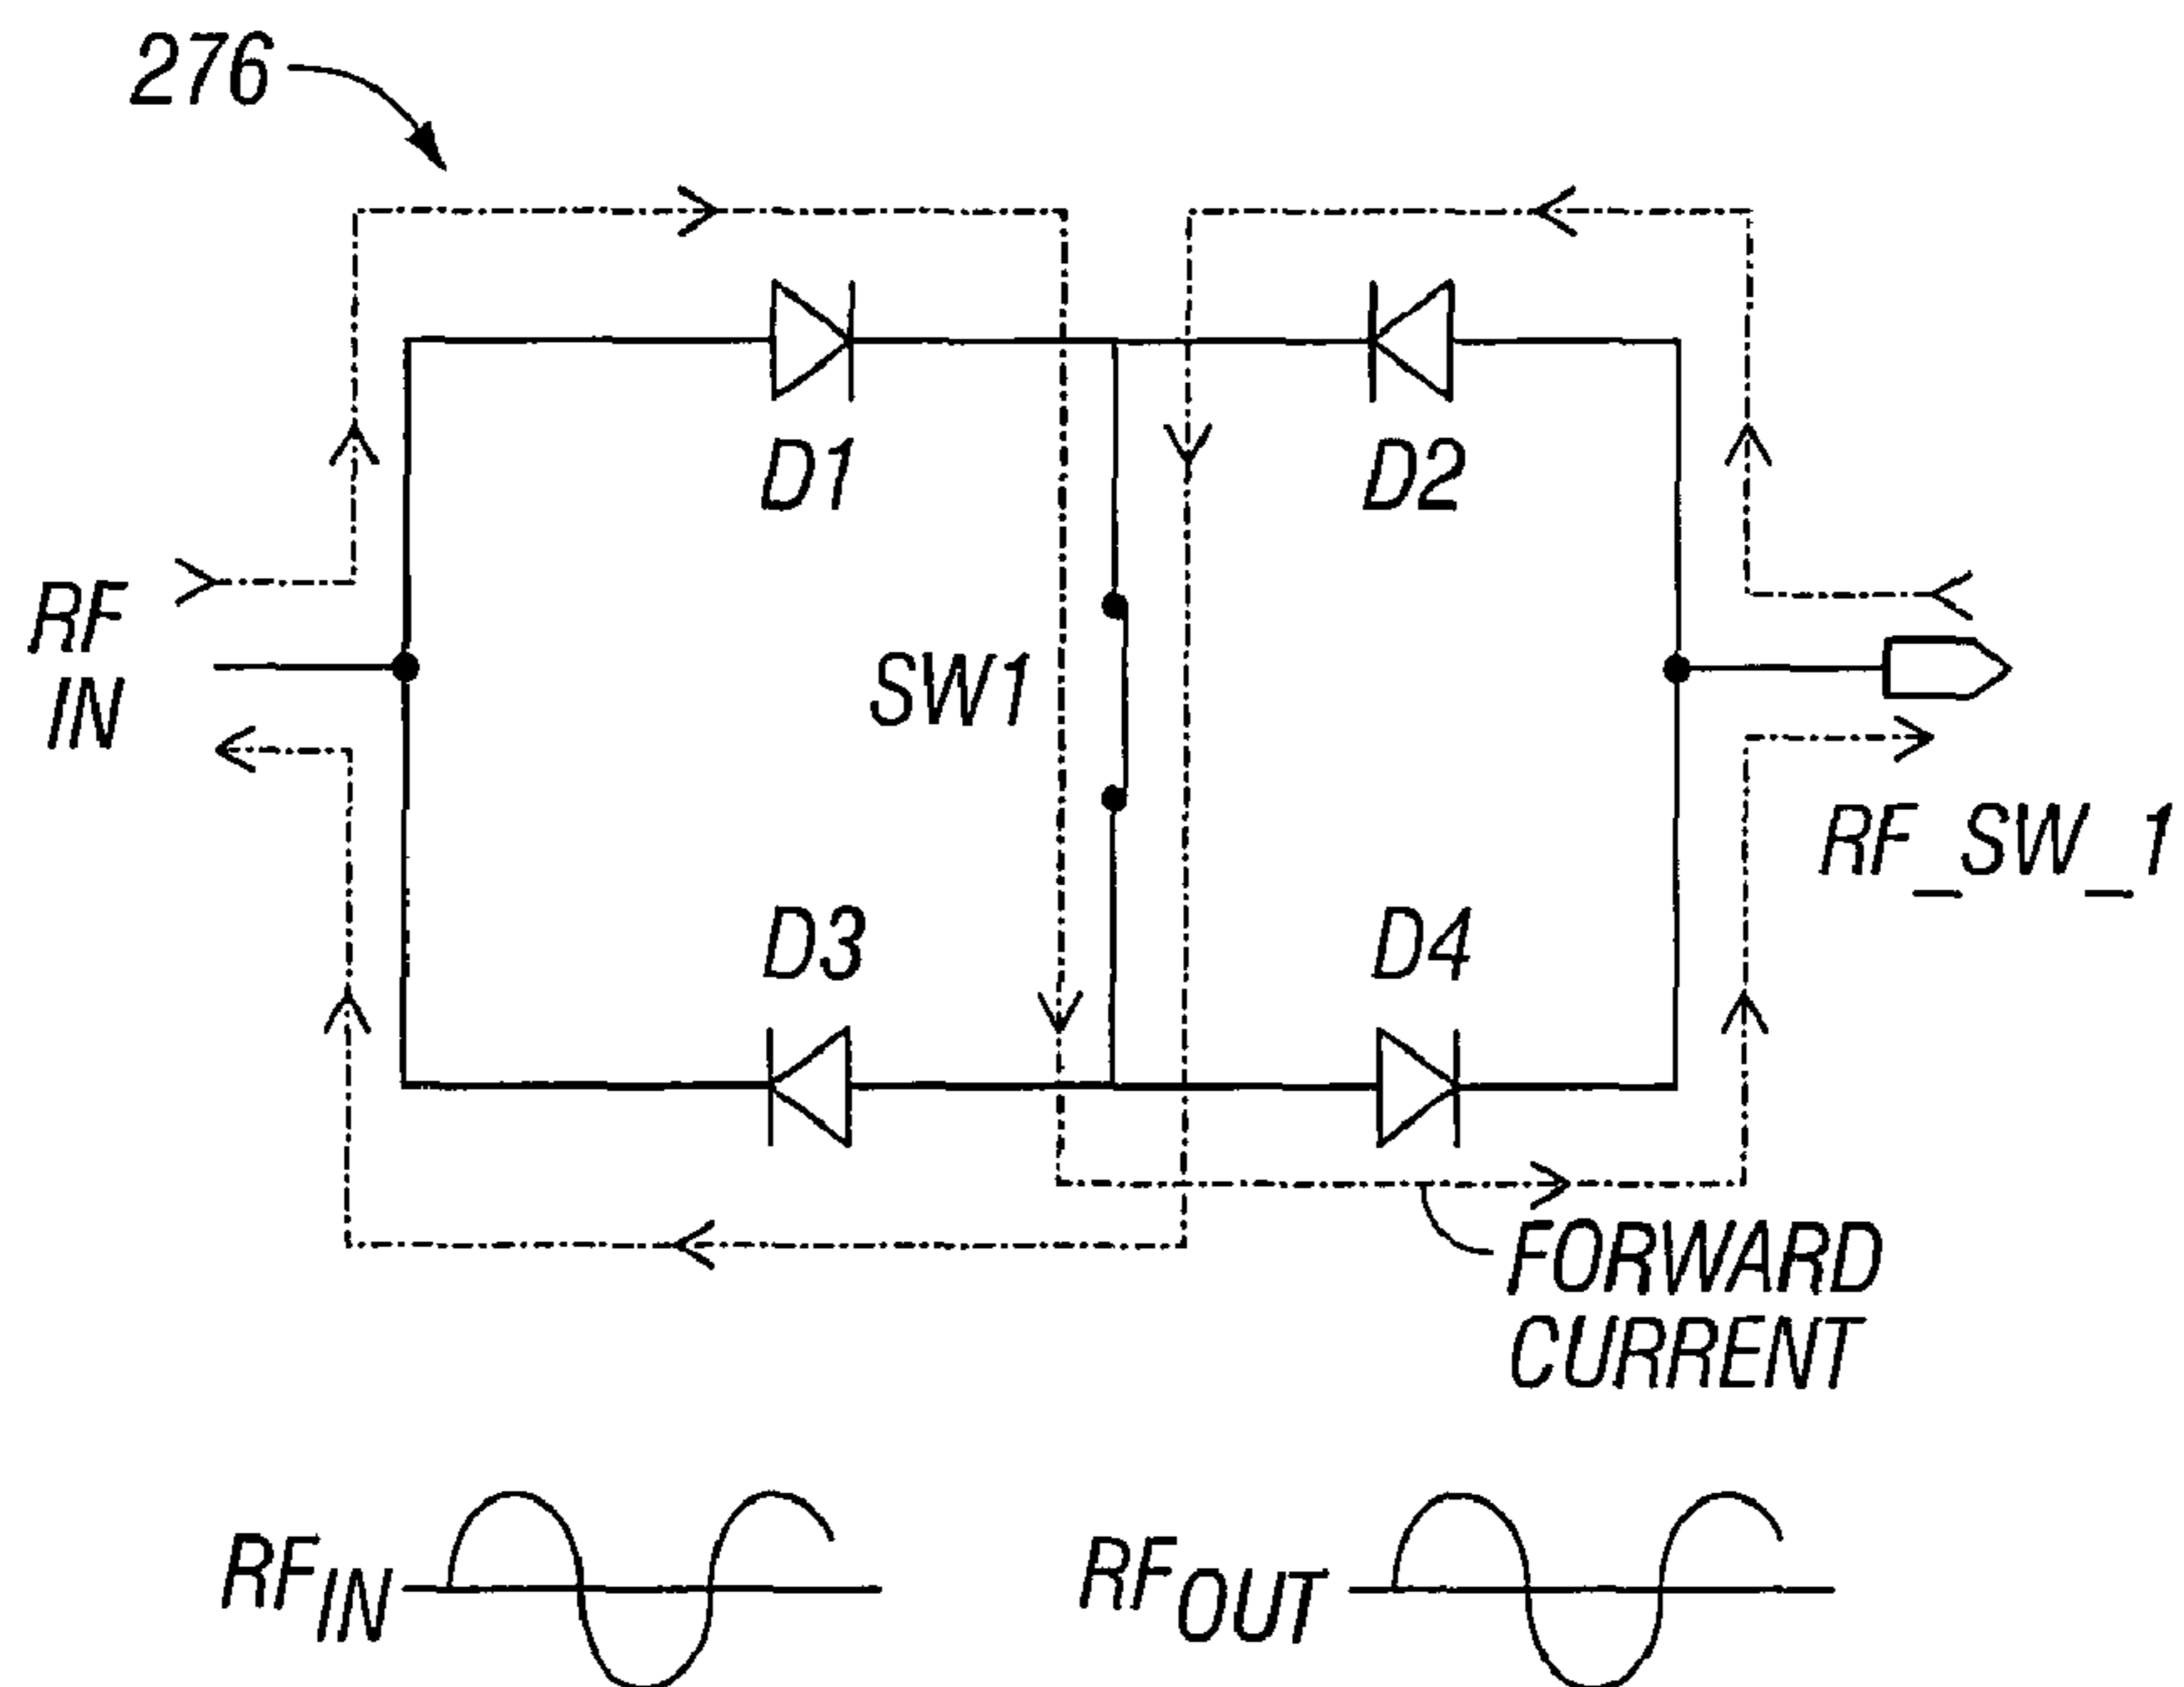 276
D1
D2
RF
IN
SW1
RF_SW_1
D3
D4
FORWARD
CURRENT
RFIN
RFOUT